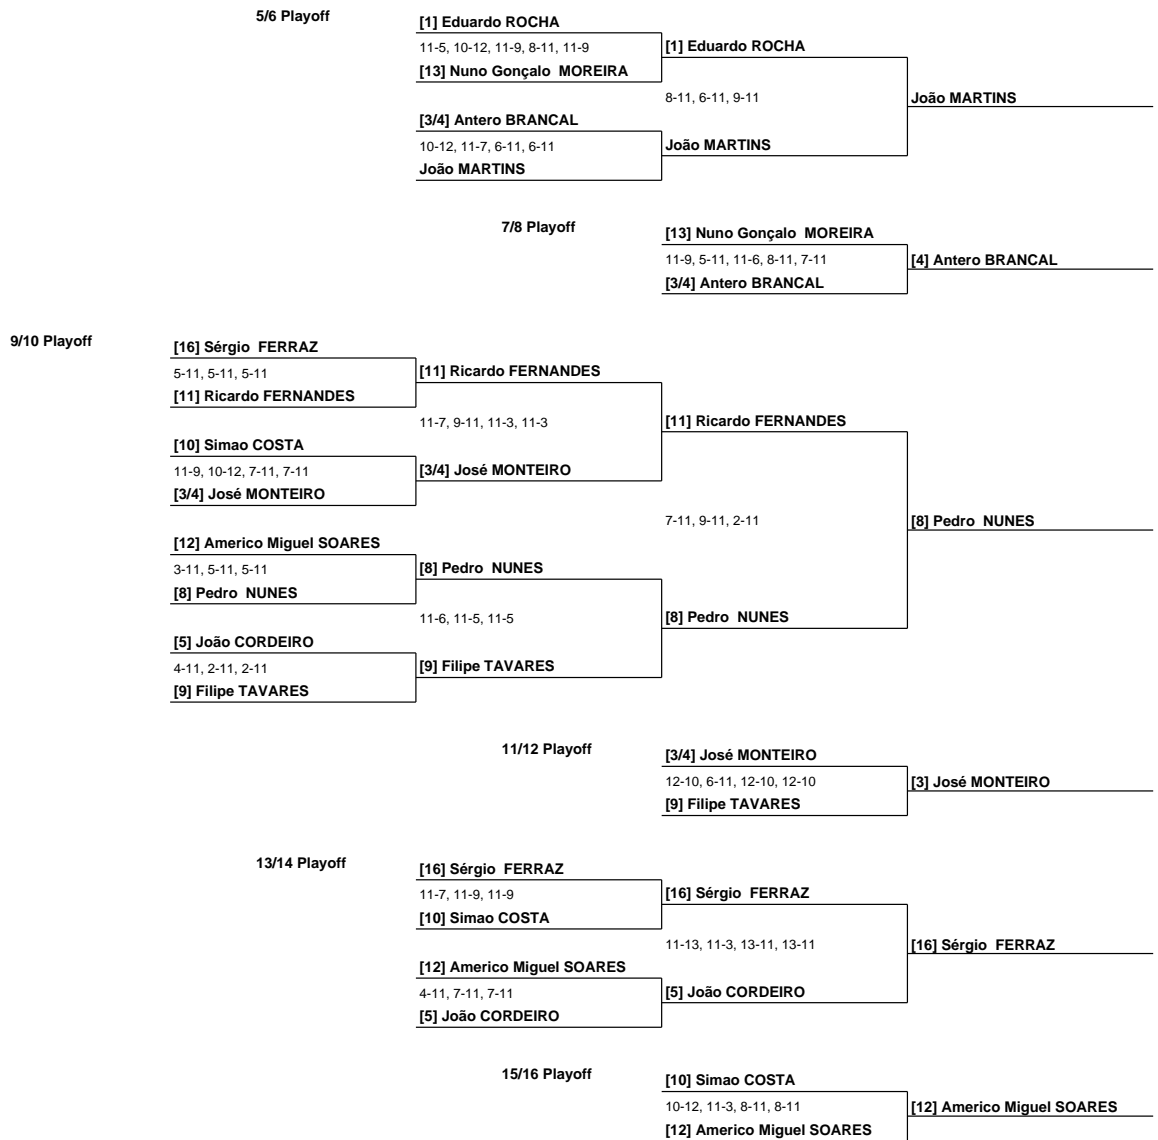 5/6 Playoff
[1] Eduardo ROCHA
11-5, 10-12, 11-9, 8-11, 11-9
[1] Eduardo ROCHA
[13] Nuno Gonçalo  MOREIRA
8-11, 6-11, 9-11
João MARTINS
[3/4] Antero BRANCAL
10-12, 11-7, 6-11, 6-11
João MARTINS
João MARTINS
7/8 Playoff
[13] Nuno Gonçalo  MOREIRA
11-9, 5-11, 11-6, 8-11, 7-11
[4] Antero BRANCAL
[3/4] Antero BRANCAL
9/10 Playoff
[16] Sérgio  FERRAZ
5-11, 5-11, 5-11
[11] Ricardo FERNANDES
[11] Ricardo FERNANDES
11-7, 9-11, 11-3, 11-3
[11] Ricardo FERNANDES
[10] Simao COSTA
11-9, 10-12, 7-11, 7-11
[3/4] José MONTEIRO
[3/4] José MONTEIRO
7-11, 9-11, 2-11
[8] Pedro  NUNES
[12] Americo Miguel SOARES
3-11, 5-11, 5-11
[8] Pedro  NUNES
[8] Pedro  NUNES
11-6, 11-5, 11-5
[8] Pedro  NUNES
[5] João CORDEIRO
4-11, 2-11, 2-11
[9] Filipe TAVARES
[9] Filipe TAVARES
11/12 Playoff
[3/4] José MONTEIRO
12-10, 6-11, 12-10, 12-10
[3] José MONTEIRO
[9] Filipe TAVARES
13/14 Playoff
[16] Sérgio  FERRAZ
11-7, 11-9, 11-9
[16] Sérgio  FERRAZ
[10] Simao COSTA
11-13, 11-3, 13-11, 13-11
[16] Sérgio  FERRAZ
[12] Americo Miguel SOARES
4-11, 7-11, 7-11
[5] João CORDEIRO
[5] João CORDEIRO
15/16 Playoff
[10] Simao COSTA
10-12, 11-3, 8-11, 8-11
[12] Americo Miguel SOARES
[12] Americo Miguel SOARES